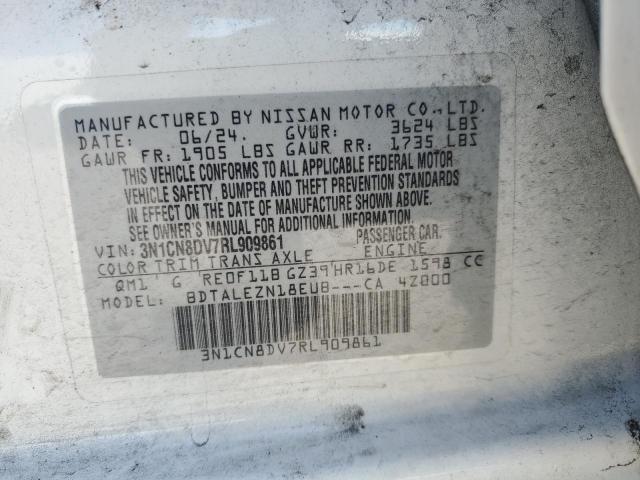 MANUFACTURED BY NISSAN MOTOR CO., LTD.
DATE: 06/24. GVWR: 3624 LBS
GAWR FR: 1905 LBS GAWR RR: 1735 LBS
THIS VEHICLE CONFORMS TO ALL APPLICABLE FEDERAL MOTOR
VEHICLE SAFETY, BUMPER AND THEFT PREVENTION STANDARDS
IN EFFECT ON THE DATE OF MANUFACTURE SHOWN ABOVE.
SEE OWNER'S MANUAL FOR ADDITIONAL INFORMATION.
VIN: 3N1CN8DV7RL909861 PASSENGER CAR.
COLOR TRIM TRANS AXLE ENGINE
QM1 ' G 'RE0F11B GZ39'HR16DE 1598 CC
MODEL: BDTALEZN18EUB---CA 4Z000
3N1CN8DV7RL909861